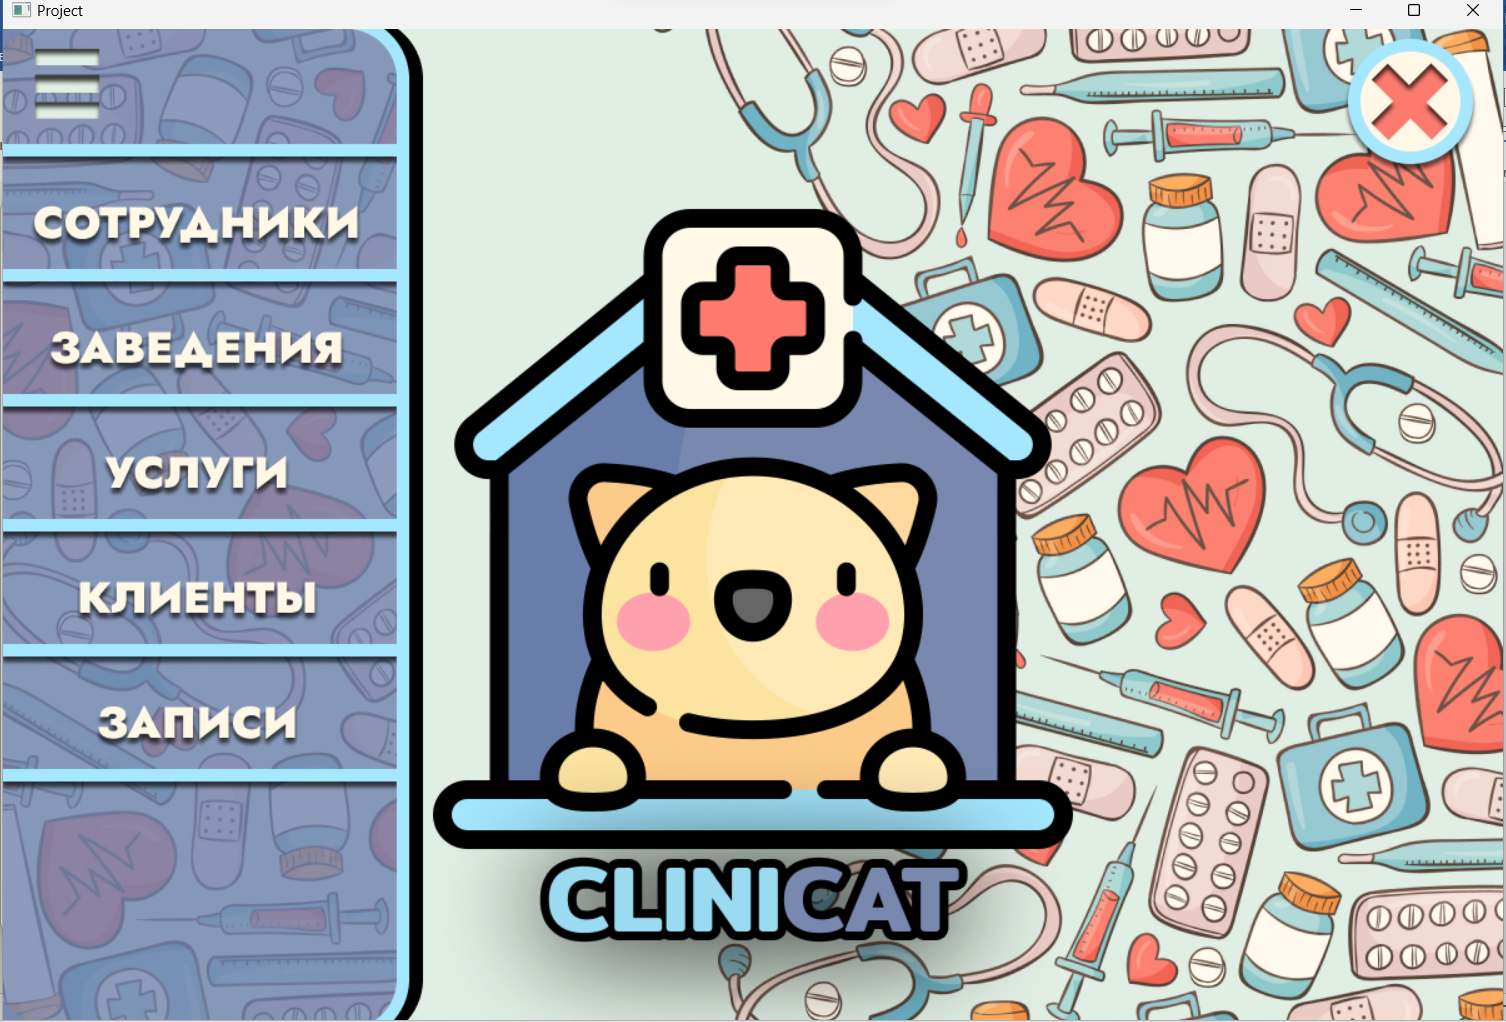 Project
СОТРУДНИКИ
ЗАВЕДЕНИЯ
УСЛУГИ
КЛИЕНТЫ
ЗАПИСИ
CLINICAT